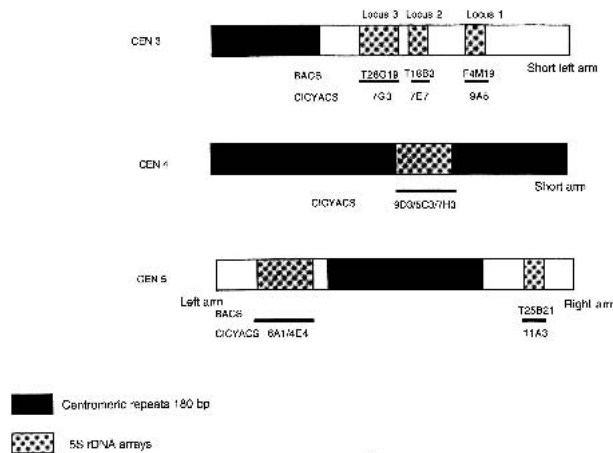 Locus 3 Locus 2 Locus 1
CEN 3
Short left arm
BACS T26G19 T16B3 F4M19
CICYACS 7G3 7E7 9A6
CEN 4
Short arm
CICYACS 9D3/5C3/7H3
CEN 5
Left arm Right arm
BACS T25B21
CICYACS 6A1/4E4 11A3
Centromeric repeats 180 bp
5S rDNA arrays